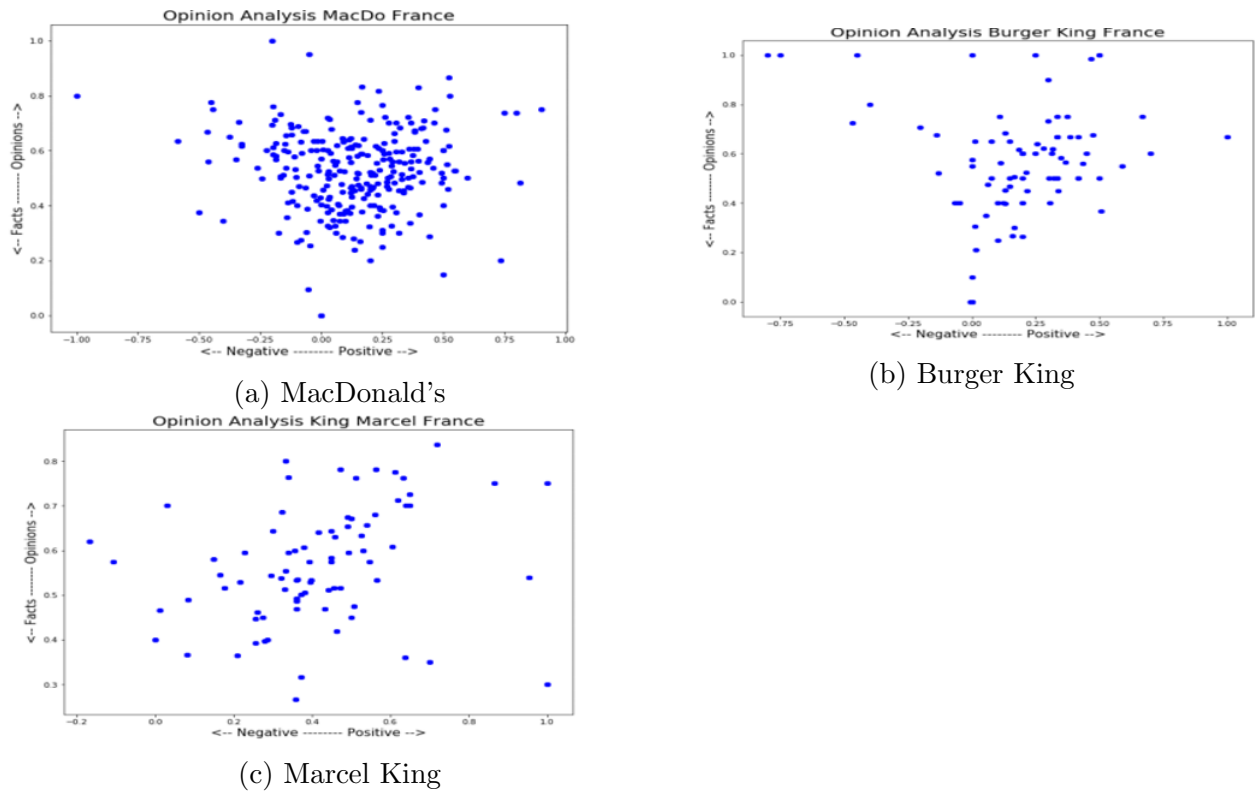 Opinion Analysis MacDo France
<-- Facts -------- Opinions -->
1.0
0.8
0.6
0.4
0.2
0.0
−1.00 −0.75 −0.50 −0.25 0.00 0.25 0.50 0.75 1.00
<-- Negative -------- Positive -->
(a) MacDonald's
Opinion Analysis Burger King France
<-- Facts -------- Opinions -->
1.0
0.8
0.6
0.4
0.2
0.0
−0.75 −0.50 −0.25 0.00 0.25 0.50 0.75 1.00
<-- Negative -------- Positive -->
(b) Burger King
Opinion Analysis King Marcel France
<-- Facts -------- Opinions -->
0.8
0.7
0.6
0.5
0.4
0.3
−0.2 0.0 0.2 0.4 0.6 0.8 1.0
<-- Negative -------- Positive -->
(c) Marcel King